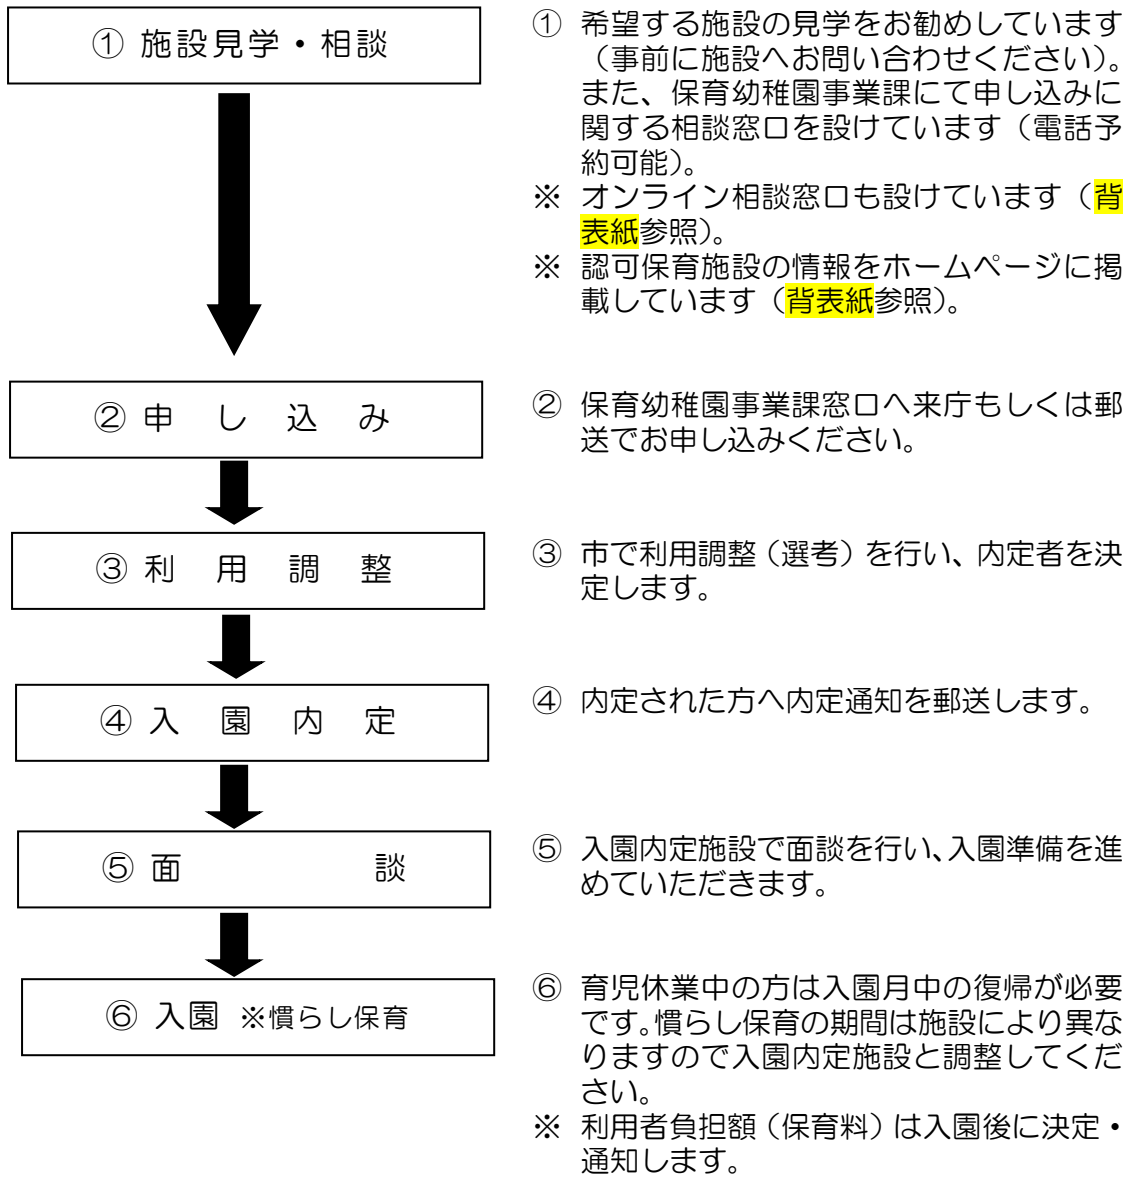 ① 施設見学・相談
① 希望する施設の見学をお勧めしています
（事前に施設へお問い合わせください）。
また、保育幼稚園事業課にて申し込みに
関する相談窓口を設けています（電話予
約可能）。
※ オンライン相談窓口も設けています（背
表紙参照）。
※ 認可保育施設の情報をホームページに掲
載しています（背表紙参照）。
② 申 し 込 み
② 保育幼稚園事業課窓口へ来庁もしくは郵
送でお申し込みください。
③ 利 用 調 整
③ 市で利用調整（選考）を行い、内定者を決
定します。
④ 入 園 内 定
④ 内定された方へ内定通知を郵送します。
⑤ 面 談
⑤ 入園内定施設で面談を行い、入園準備を進
めていただきます。
⑥ 入園 ※慣らし保育
⑥ 育児休業中の方は入園月中の復帰が必要
です。慣らし保育の期間は施設により異な
りますので入園内定施設と調整してくだ
さい。
※ 利用者負担額（保育料）は入園後に決定・
通知します。